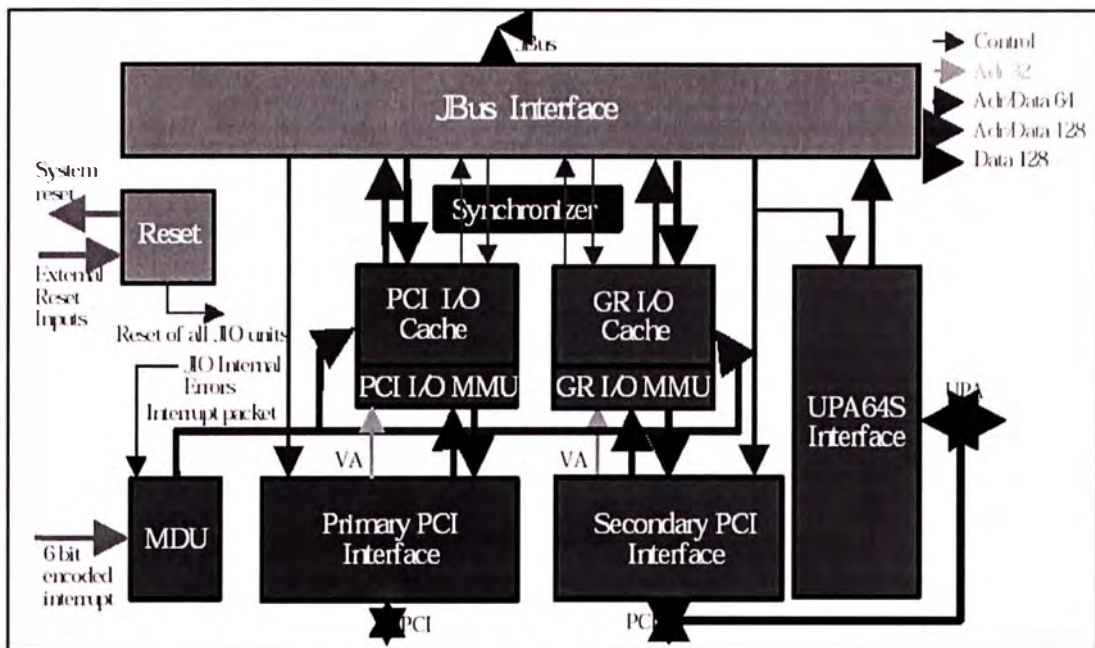 JBus
Control
Adr 32
Adr/Data 64
Adr/Data 128
Data 128
JBus Interface
System
reset
Reset
Synchronizer
External
Reset
Inputs
PCI I/O
Cache
GR I/O
Cache
Reset of all JIO units
JIO Internal
Errors
Interrupt packet
PCI I/O MMU
GR I/O MMU
UPA64S
Interface
UPA
VA
VA
MDU
Primary PCI
Interface
Secondary PCI
Interface
6 bit
encoded
interrupt
PCI
PCI